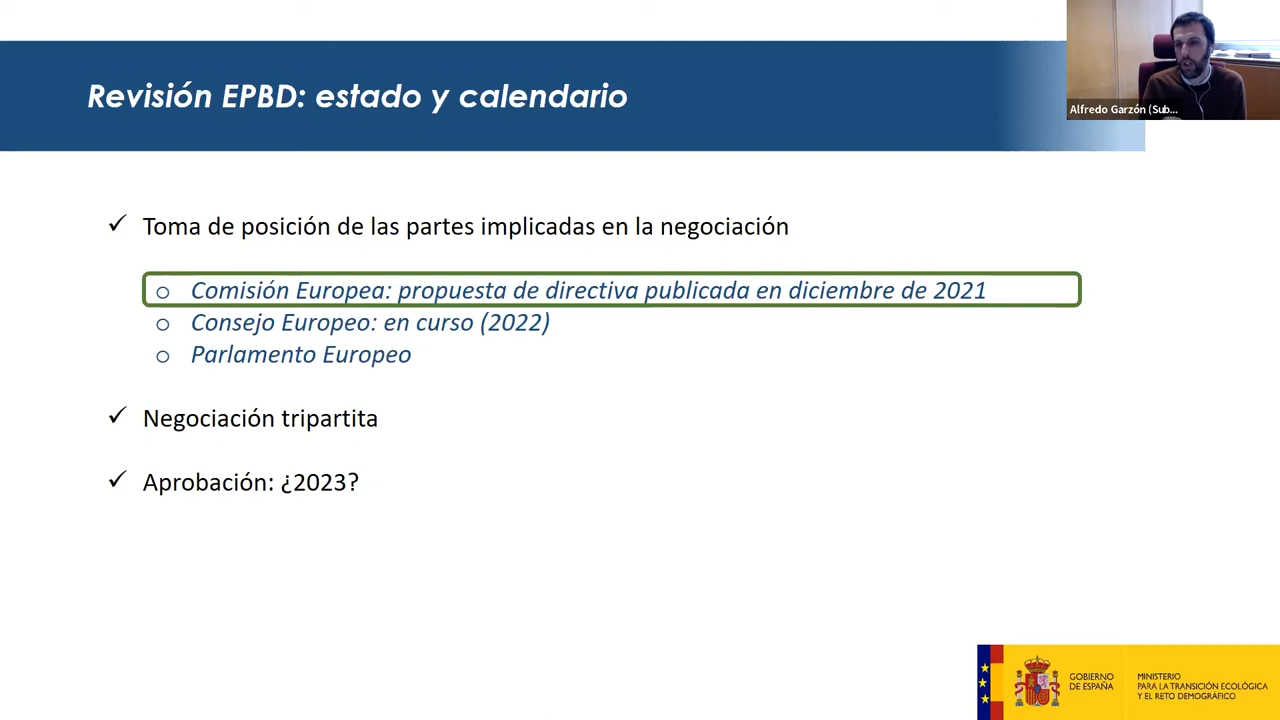 Revisión EPBD: estado y calendario
Alfredo Garzón (Sub...
✓ Toma de posición de las partes implicadas en la negociación
o Comisión Europea: propuesta de directiva publicada en diciembre de 2021
o Consejo Europeo: en curso (2022)
o Parlamento Europeo
✓ Negociación tripartita
✓ Aprobación: ¿2023?
GOBIERNO
DE ESPAÑA
MINISTERIO
PARA LA TRANSICIÓN ECOLÓGICA
Y EL RETO DEMOGRÁFICO